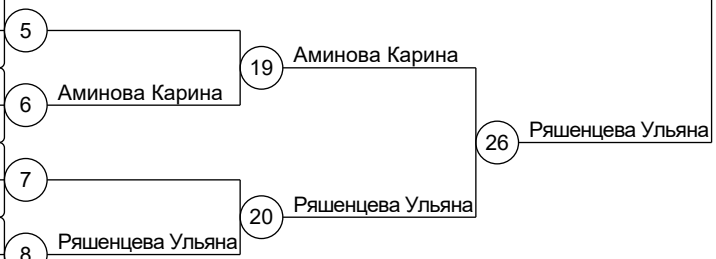 5
19 Аминова Карина
6 Аминова Карина
26 Ряшенцева Ульяна
7
20 Ряшенцева Ульяна
8 Ряшенцева Ульяна